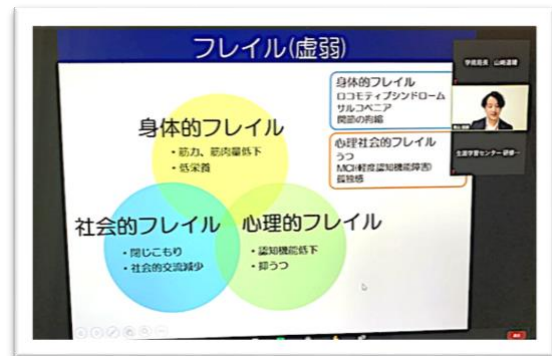 フレイル(虚弱)
身体的フレイル
・筋力、筋肉量低下
・低栄養
社会的フレイル
・閉じこもり
・社会的交流減少
心理的フレイル
・認知機能低下
・抑うつ
身体的フレイル
ロコモティブシンドローム
サルコペニア
関節の拘縮
心理社会的フレイル
うつ
MCI(軽度認知機能障害)
孤独感